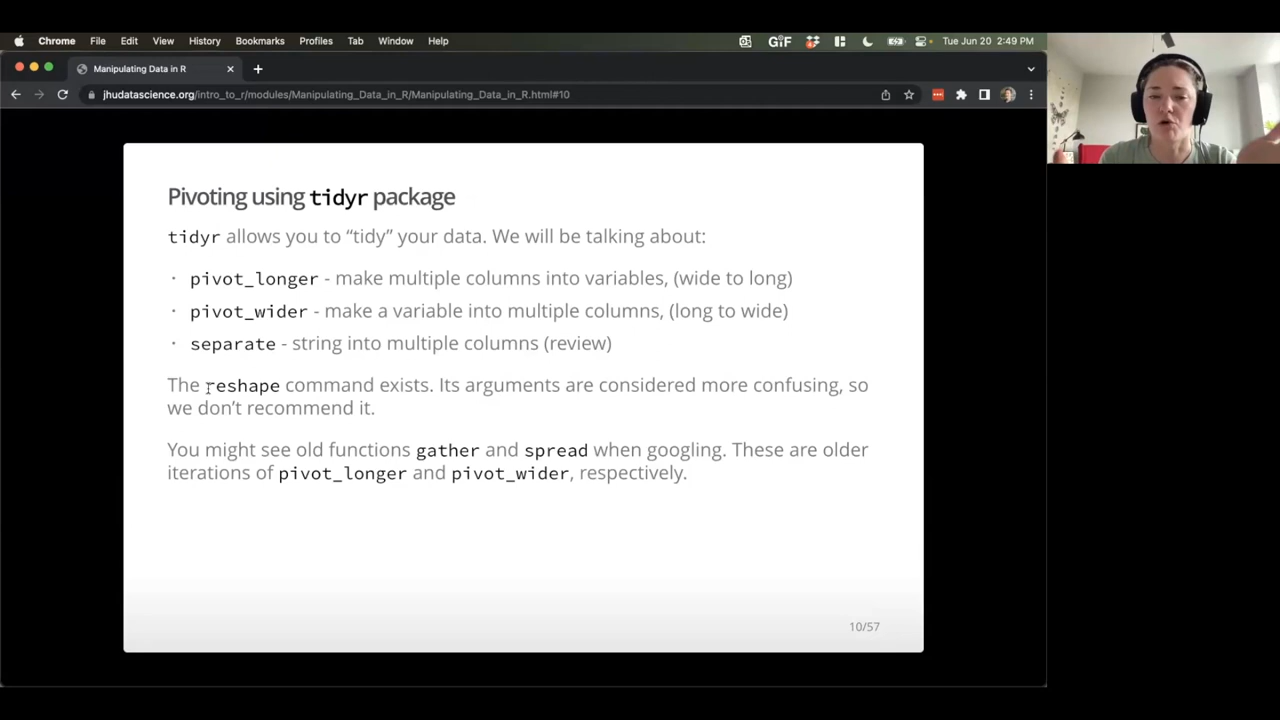 Chrome File Edit View History Bookmarks Profiles Tab Window Help GIF Tue Jun 20 2:49 PM
Manipulating Data in R
jhudatascience.org/intro_to_r/modules/Manipulating_Data_in_R/Manipulating_Data_in_R.html#10
Pivoting using tidyr package
tidyr allows you to “tidy” your data. We will be talking about:
· pivot_longer - make multiple columns into variables, (wide to long)
· pivot_wider - make a variable into multiple columns, (long to wide)
· separate - string into multiple columns (review)
The reshape command exists. Its arguments are considered more confusing, so
we don’t recommend it.
You might see old functions gather and spread when googling. These are older
iterations of pivot_longer and pivot_wider, respectively.
10/57